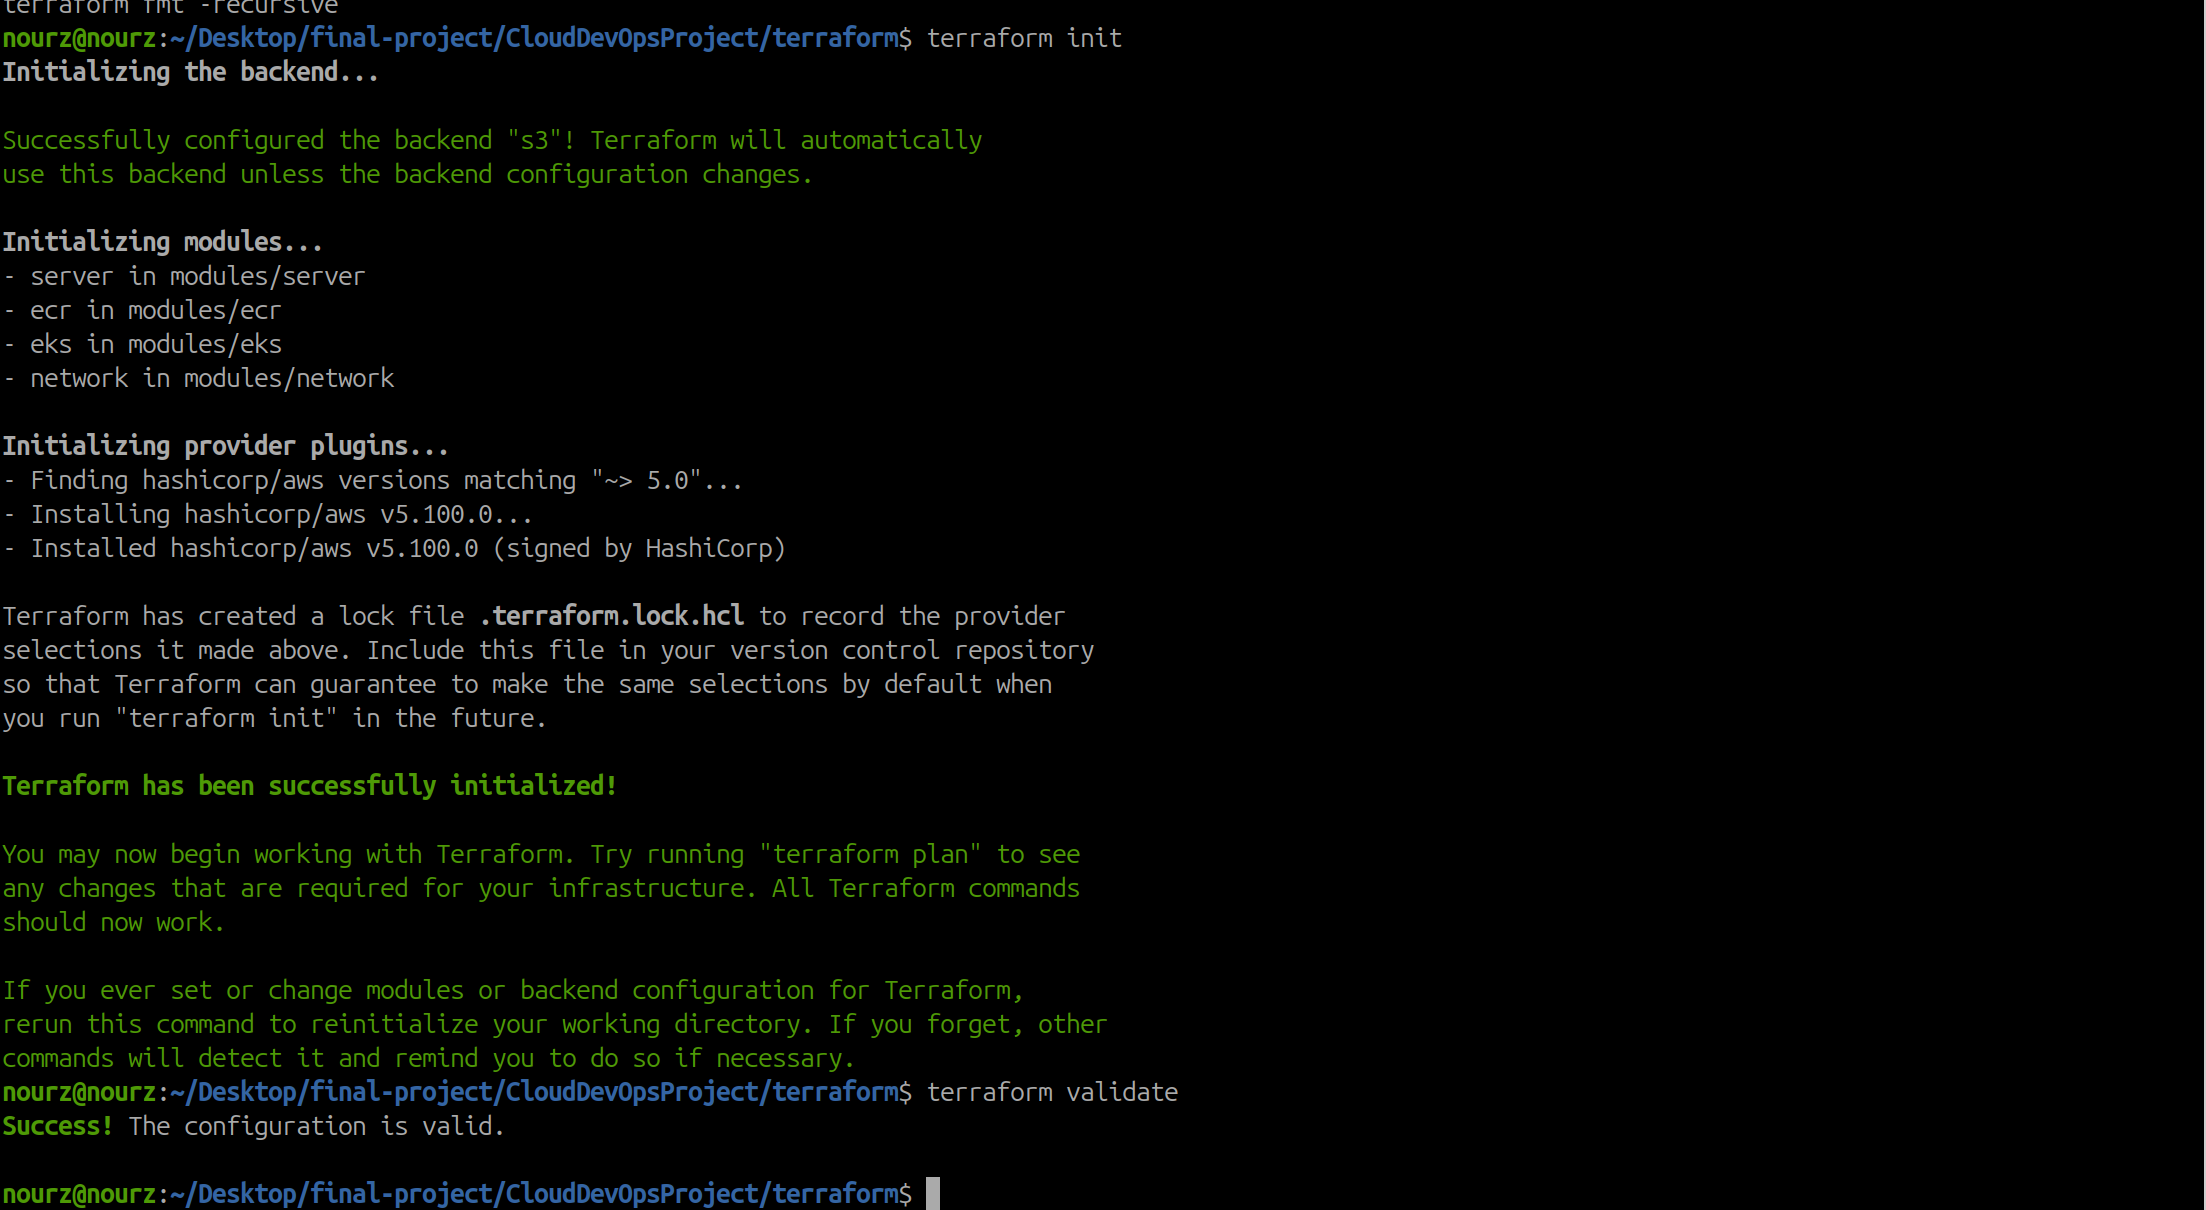 terraform fmt -recursive
nourz@nourz:~/Desktop/final-project/CloudDevOpsProject/terraform$ terraform init
Initializing the backend...
Successfully configured the backend "s3"! Terraform will automatically
use this backend unless the backend configuration changes.
Initializing modules...
- server in modules/server
- ecr in modules/ecr
- eks in modules/eks
- network in modules/network
Initializing provider plugins...
- Finding hashicorp/aws versions matching "~> 5.0"...
- Installing hashicorp/aws v5.100.0...
- Installed hashicorp/aws v5.100.0 (signed by HashiCorp)
Terraform has created a lock file .terraform.lock.hcl to record the provider
selections it made above. Include this file in your version control repository
so that Terraform can guarantee to make the same selections by default when
you run "terraform init" in the future.
Terraform has been successfully initialized!
You may now begin working with Terraform. Try running "terraform plan" to see
any changes that are required for your infrastructure. All Terraform commands
should now work.
If you ever set or change modules or backend configuration for Terraform,
rerun this command to reinitialize your working directory. If you forget, other
commands will detect it and remind you to do so if necessary.
nourz@nourz:~/Desktop/final-project/CloudDevOpsProject/terraform$ terraform validate
Success! The configuration is valid.
nourz@nourz:~/Desktop/final-project/CloudDevOpsProject/terraform$